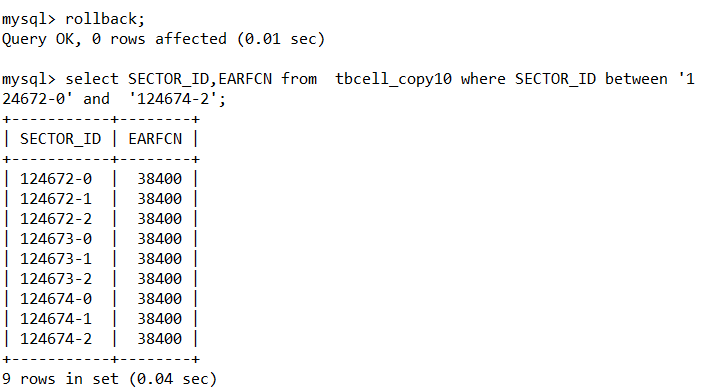 mysql> rollback;
Query OK, 0 rows affected (0.01 sec)

mysql> select SECTOR_ID,EARFCN from  tbcell_copy10 where SECTOR_ID between '1
24672-0' and  '124674-2';
+-----------+--------+
| SECTOR_ID | EARFCN |
+-----------+--------+
| 124672-0  |  38400 |
| 124672-1  |  38400 |
| 124672-2  |  38400 |
| 124673-0  |  38400 |
| 124673-1  |  38400 |
| 124673-2  |  38400 |
| 124674-0  |  38400 |
| 124674-1  |  38400 |
| 124674-2  |  38400 |
+-----------+--------+
9 rows in set (0.04 sec)